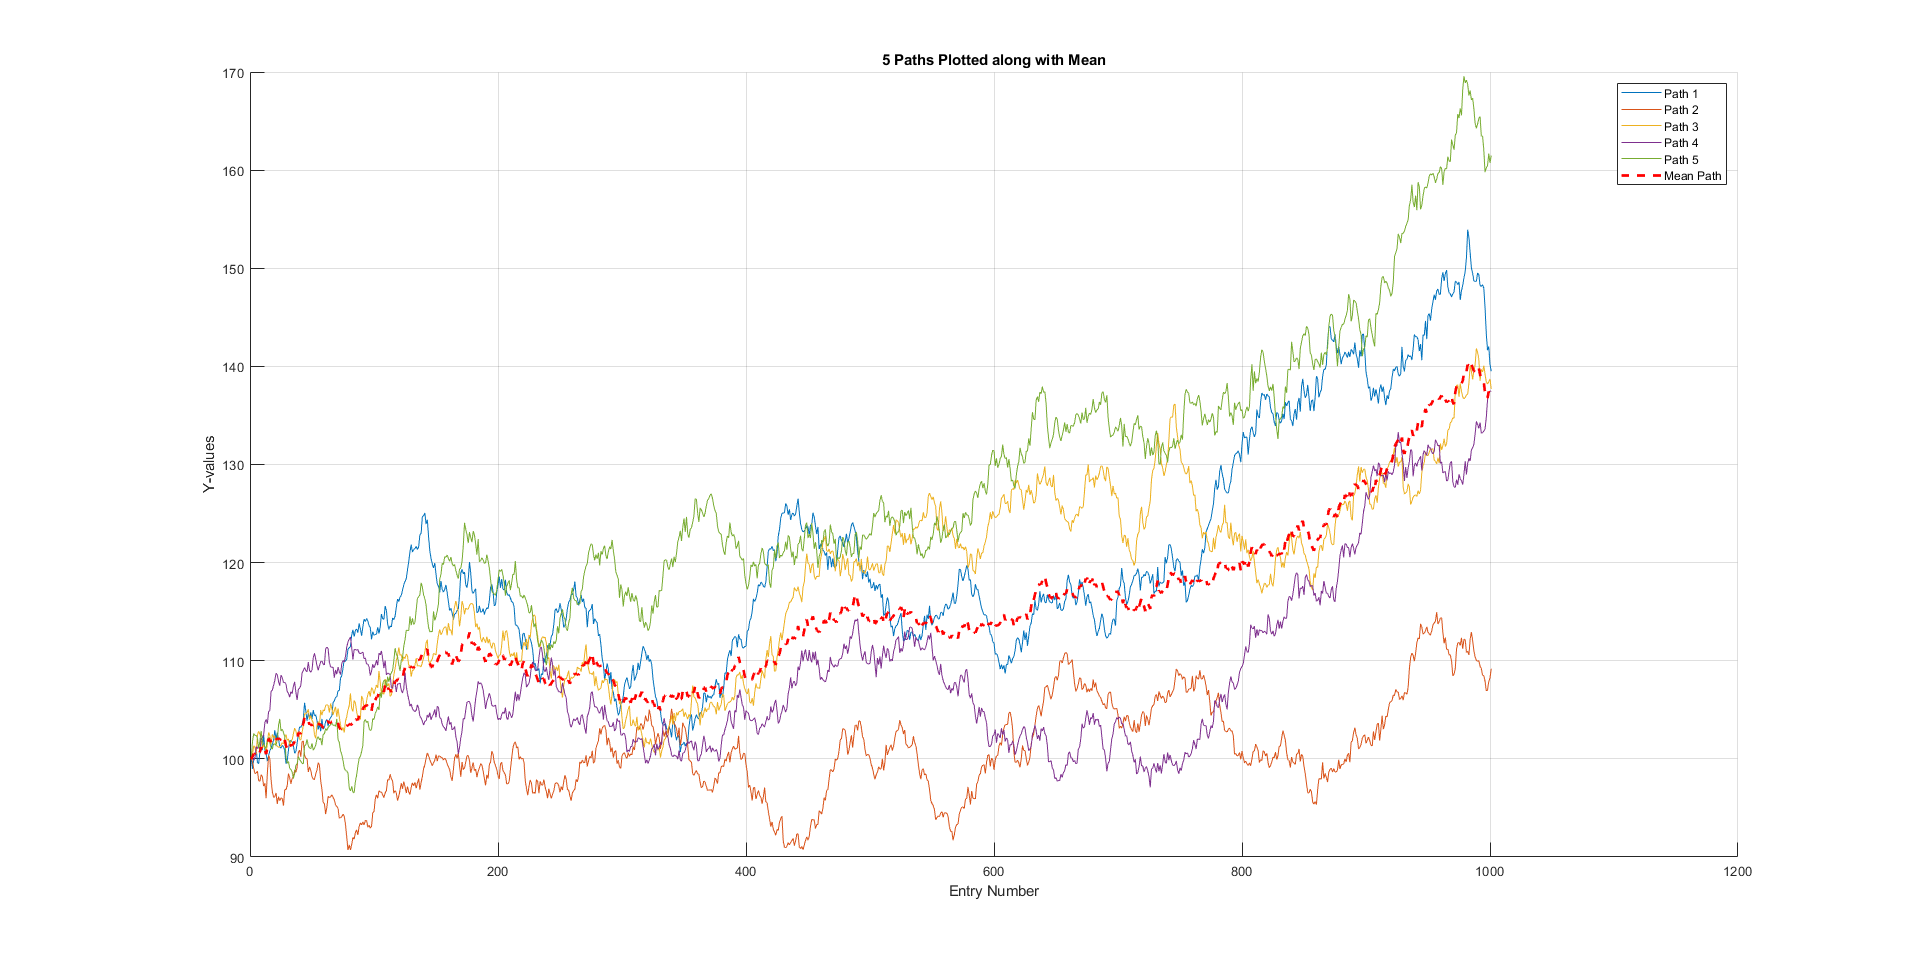 5 Paths Plotted along with Mean
170
160
150
140
130
120
110
100
90
Y-values
0
200
400
600
800
1000
1200
Entry Number
Path 1
Path 2
Path 3
Path 4
Path 5
Mean Path